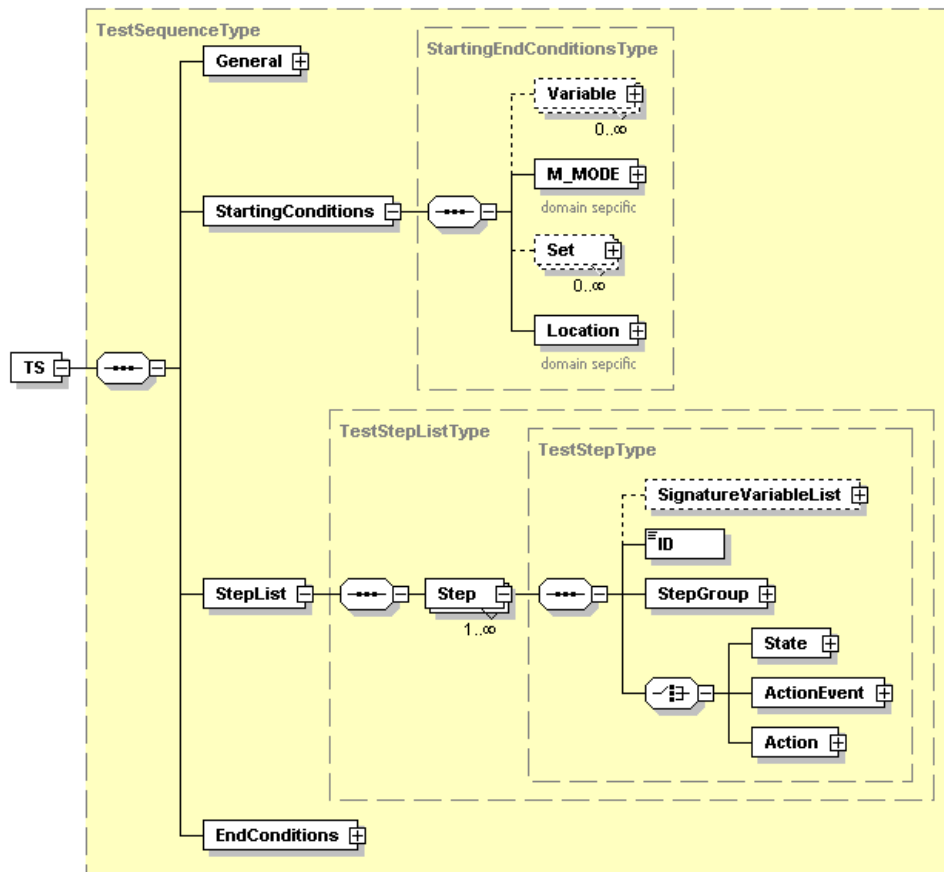 TestSequenceType
General
StartingEndConditionsType
Variable
0..∞
M_MODE
domain sepcific
StartingConditions
Set
0..∞
Location
domain sepcific
TS
TestStepListType
TestStepType
SignatureVariableList
ID
StepList
Step
1..∞
StepGroup
State
ActionEvent
Action
EndConditions